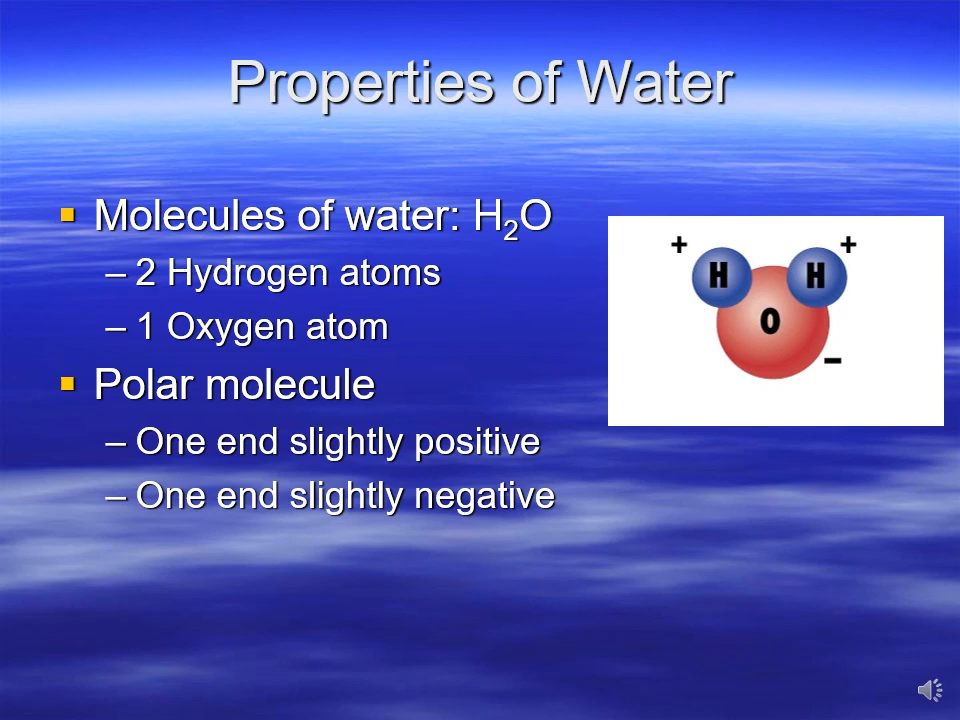 Properties of Water
▪ Molecules of water: H₂O
– 2 Hydrogen atoms
– 1 Oxygen atom
▪ Polar molecule
– One end slightly positive
– One end slightly negative
+ +
H H
O
–